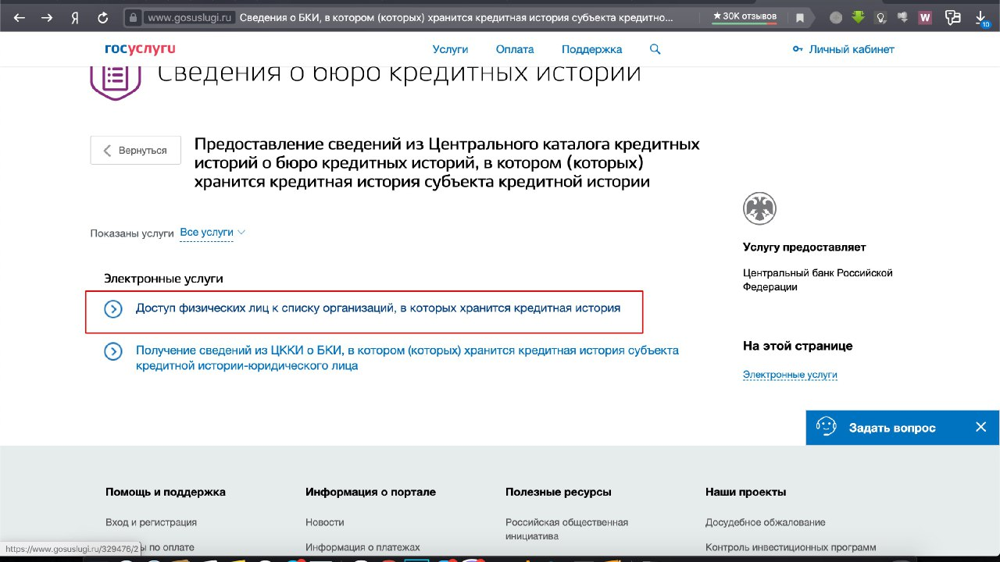 Я
www.gosuslugi.ru Сведения о БКИ, в котором (которых) хранится кредитная история субъекта кредитно...
★ 30K отзывов
W
10
госуслуги
Услуги
Оплата
Поддержка
Личный кабинет
Сведения о бюро кредитных историй
Вернуться
Предоставление сведений из Центрального каталога кредитных
историй о бюро кредитных историй, в котором (которых)
хранится кредитная история субъекта кредитной истории
Показаны услуги Все услуги
Электронные услуги
Доступ физических лиц к списку организаций, в которых хранится кредитная история
Получение сведений из ЦККИ о БКИ, в котором (которых) хранится кредитная история субъекта
кредитной истории-юридического лица
Услугу предоставляет
Центральный банк Российской
Федерации
На этой странице
Электронные услуги
Задать вопрос
Помощь и поддержка
Вход и регистрация
по оплате
Информация о портале
Новости
Информация о платежах
Полезные ресурсы
Российская общественная
инициатива
Наши проекты
Досудебное обжалование
Контроль инвестиционных программ
https://www.gosuslugi.ru/329476/2